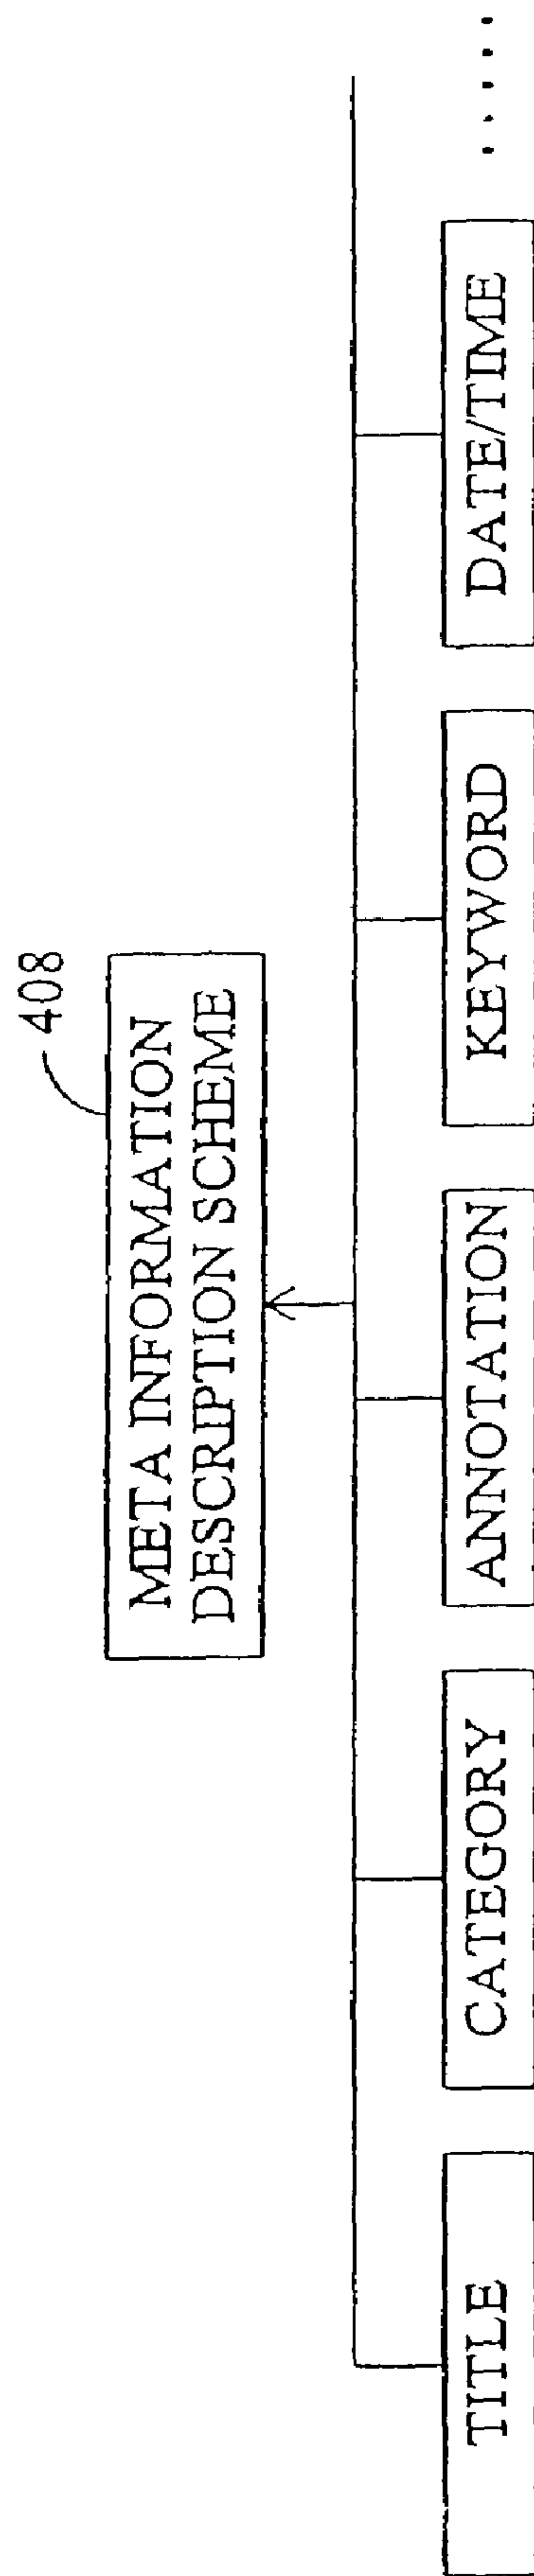 408
META INFORMATION
DESCRIPTION SCHEME
TITLE
CATEGORY
ANNOTATION
KEYWORD
DATE/TIME
.....